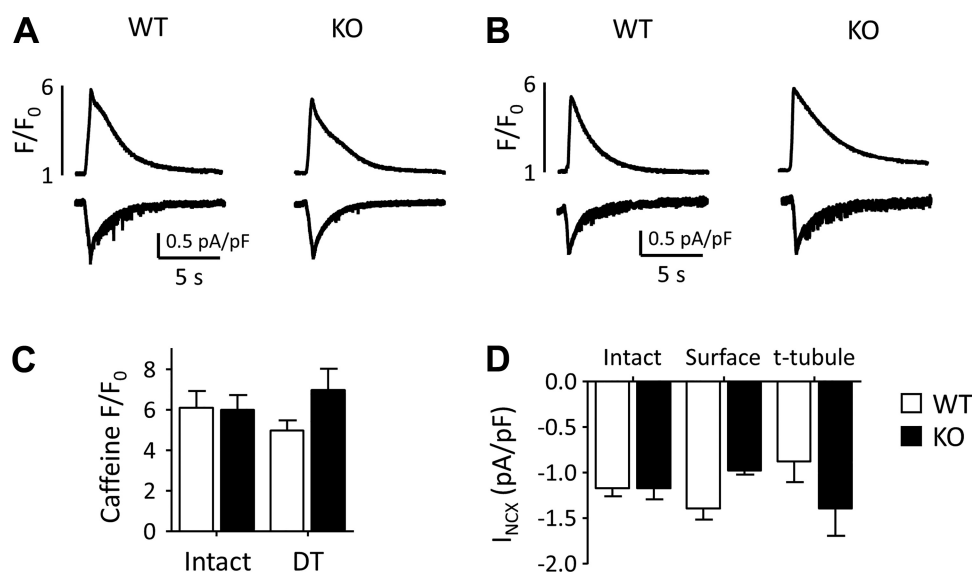 A WT KO
6
F/F0
1
0.5 pA/pF
5 s
B WT KO
6
F/F0
1
0.5 pA/pF
5 s
C
8
6
4
2
0
Caffeine F/F0
Intact DT
D
Intact Surface t-tubule
0.0
-0.5
-1.0
-1.5
-2.0
INCX (pA/pF)
WT
KO